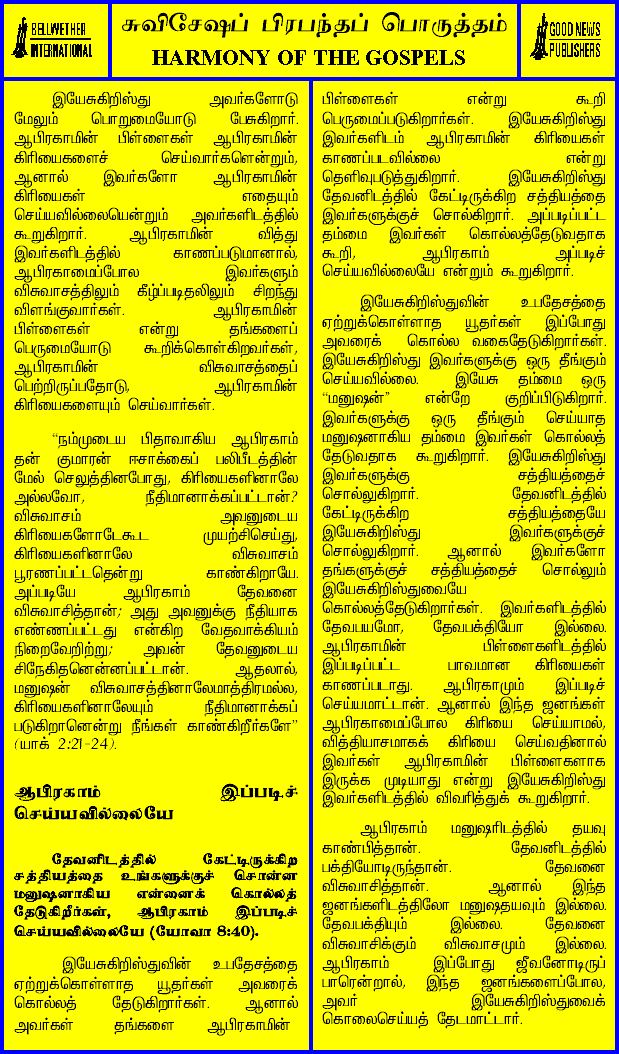 BELLWETHER
INTERNATIONAL
சுவிசேஷப் பிரபந்தப் பொருத்தம்
HARMONY OF THE GOSPELS
GOOD NEWS
PUBLISHERS
இயேசுகிறிஸ்து அவர்களோடு
மேலும் பொறுமையோடு பேசுகிறார்.
ஆபிரகாமின் பிள்ளைகள் ஆபிரகாமின்
கிரியைகளைச் செய்வார்களென்றும்,
ஆனால் இவர்களோ ஆபிரகாமின்
கிரியைகள் எதையும்
செய்யவில்லையென்றும் அவர்களிடத்தில்
கூறுகிறார். ஆபிரகாமின் வித்து
இவர்களிடத்தில் காணப்படுமானால்,
ஆபிரகாமைப்போல இவர்களும்
விசுவாசத்திலும் கீழ்ப்படிதலிலும் சிறந்து
விளங்குவார்கள். ஆபிரகாமின்
பிள்ளைகள் என்று தங்களைப்
பெருமையோடு கூறிக்கொள்கிறவர்கள்,
ஆபிரகாமின் விசுவாசத்தைப்
பெற்றிருப்பதோடு, ஆபிரகாமின்
கிரியைகளையும் செய்வார்கள்.
“நம்முடைய பிதாவாகிய ஆபிரகாம்
தன் குமாரன் ஈசாக்கைப் பலிபீடத்தின்
மேல் செலுத்தினபோது, கிரியைகளினாலே
அல்லவோ, நீதிமானாக்கப்பட்டான்?
விசுவாசம் அவனுடைய
கிரியைகளோடேகூட முயற்சிசெய்து,
கிரியைகளினாலே விசுவாசம்
பூரணப்பட்டதென்று காண்கிறாயே.
அப்படியே ஆபிரகாம் தேவனை
விசுவாசித்தான்; அது அவனுக்கு நீதியாக
எண்ணப்பட்டது என்கிற வேதவாக்கியம்
நிறைவேறிற்று; அவன் தேவனுடைய
சிநேகிதனென்னப்பட்டான். ஆதலால்,
மனுஷன் விசுவாசத்தினாலேமாத்திரமல்ல,
கிரியைகளினாலேயும் நீதிமானாக்கப்
படுகிறானென்று நீங்கள் காண்கிறீர்களே”
(யாக் 2:21-24).
ஆபிரகாம் இப்படிச்
செய்யவில்லையே
தேவனிடத்தில் கேட்டிருக்கிற
சத்தியத்தை உங்களுக்குச் சொன்ன
மனுஷனாகிய என்னைக் கொல்லத்
தேடுகிறீர்கள், ஆபிரகாம் இப்படிச்
செய்யவில்லையே (யோவா 8:40).
இயேசுகிறிஸ்துவின் உபதேசத்தை
ஏற்றுக்கொள்ளாத யூதர்கள் அவரைக்
கொல்லத் தேடுகிறார்கள். ஆனால்
அவர்கள் தங்களை ஆபிரகாமின்
பிள்ளைகள் என்று கூறி
பெருமைப்படுகிறார்கள். இயேசுகிறிஸ்து
இவர்களிடம் ஆபிரகாமின் கிரியைகள்
காணப்படவில்லை என்று
தெளிவுபடுத்துகிறார். இயேசுகிறிஸ்து
தேவனிடத்தில் கேட்டிருக்கிற சத்தியத்தை
இவர்களுக்குச் சொல்கிறார். அப்படிப்பட்ட
தம்மை இவர்கள் கொல்லத்தேடுவதாக
கூறி, ஆபிரகாம் அப்படிச்
செய்யவில்லையே என்றும் கூறுகிறார்.
இயேசுகிறிஸ்துவின் உபதேசத்தை
ஏற்றுக்கொள்ளாத யூதர்கள் இப்போது
அவரைக் கொல்ல வகைதேடுகிறார்கள்.
இயேசுகிறிஸ்து இவர்களுக்கு ஒரு தீங்கும்
செய்யவில்லை. இயேசு தம்மை ஒரு
“மனுஷன்” என்றே குறிப்பிடுகிறார்.
இவர்களுக்கு ஒரு தீங்கும் செய்யாத
மனுஷனாகிய தம்மை இவர்கள் கொல்லத்
தேடுவதாக கூறுகிறார். இயேசுகிறிஸ்து
இவர்களுக்கு சத்தியத்தைச்
சொல்லுகிறார். தேவனிடத்தில்
கேட்டிருக்கிற சத்தியத்தையே
இயேசுகிறிஸ்து இவர்களுக்குச்
சொல்லுகிறார். ஆனால் இவர்களோ
தங்களுக்குச் சத்தியத்தைச் சொல்லும்
இயேசுகிறிஸ்துவையே
கொல்லத்தேடுகிறார்கள். இவர்களிடத்தில்
தேவபயமோ, தேவபக்தியோ இல்லை.
ஆபிரகாமின் பிள்ளைகளிடத்தில்
இப்படிப்பட்ட பாவமான கிரியைகள்
காணப்படாது. ஆபிரகாமும் இப்படிச்
செய்யமாட்டான். ஆனால் இந்த ஜனங்கள்
ஆபிரகாமைப்போல கிரியை செய்யாமல்,
வித்தியாசமாகக் கிரியை செய்வதினால்
இவர்கள் ஆபிரகாமின் பிள்ளைகளாக
இருக்க முடியாது என்று இயேசுகிறிஸ்து
இவர்களிடத்தில் விவரித்துக் கூறுகிறார்.
ஆபிரகாம் மனுஷரிடத்தில் தயவு
காண்பித்தான். தேவனிடத்தில்
பக்தியோடிருந்தான். தேவனை
விசுவாசித்தான். ஆனால் இந்த
ஜனங்களிடத்திலோ மனுஷதயவும் இல்லை.
தேவபக்தியும் இல்லை. தேவனை
விசுவாசிக்கும் விசுவாசமும் இல்லை.
ஆபிரகாம் இப்போது ஜீவனோடிருப்
பாரென்றால், இந்த ஜனங்களைப்போல,
அவர் இயேசுகிறிஸ்துவைக்
கொலைசெய்யத் தேடமாட்டார்.